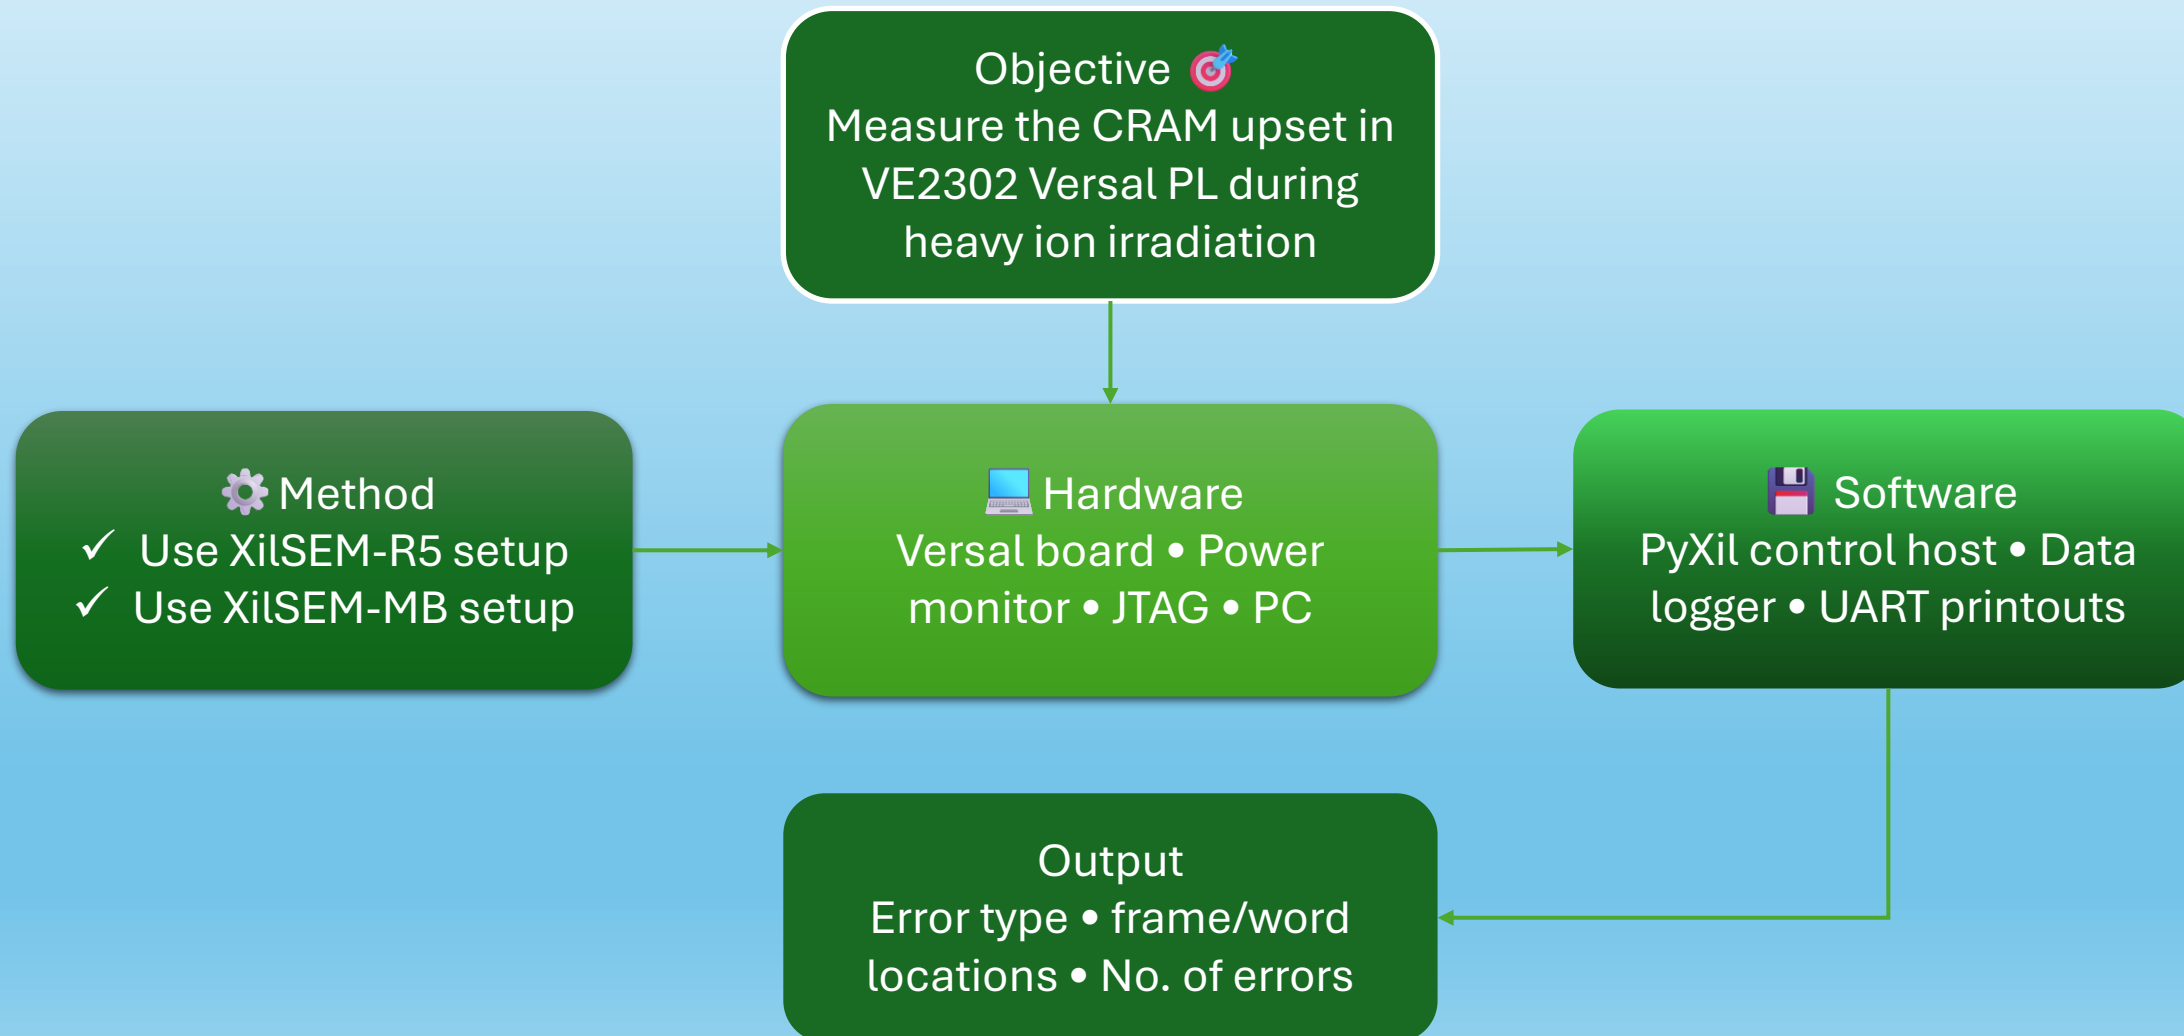 Objective
Measure the CRAM upset in
VE2302 Versal PL during
heavy ion irradiation
Method
✓ Use XilSEM-R5 setup
✓ Use XilSEM-MB setup
Hardware
Versal board • Power
monitor • JTAG • PC
Software
PyXil control host • Data
logger • UART printouts
Output
Error type • frame/word
locations • No. of errors